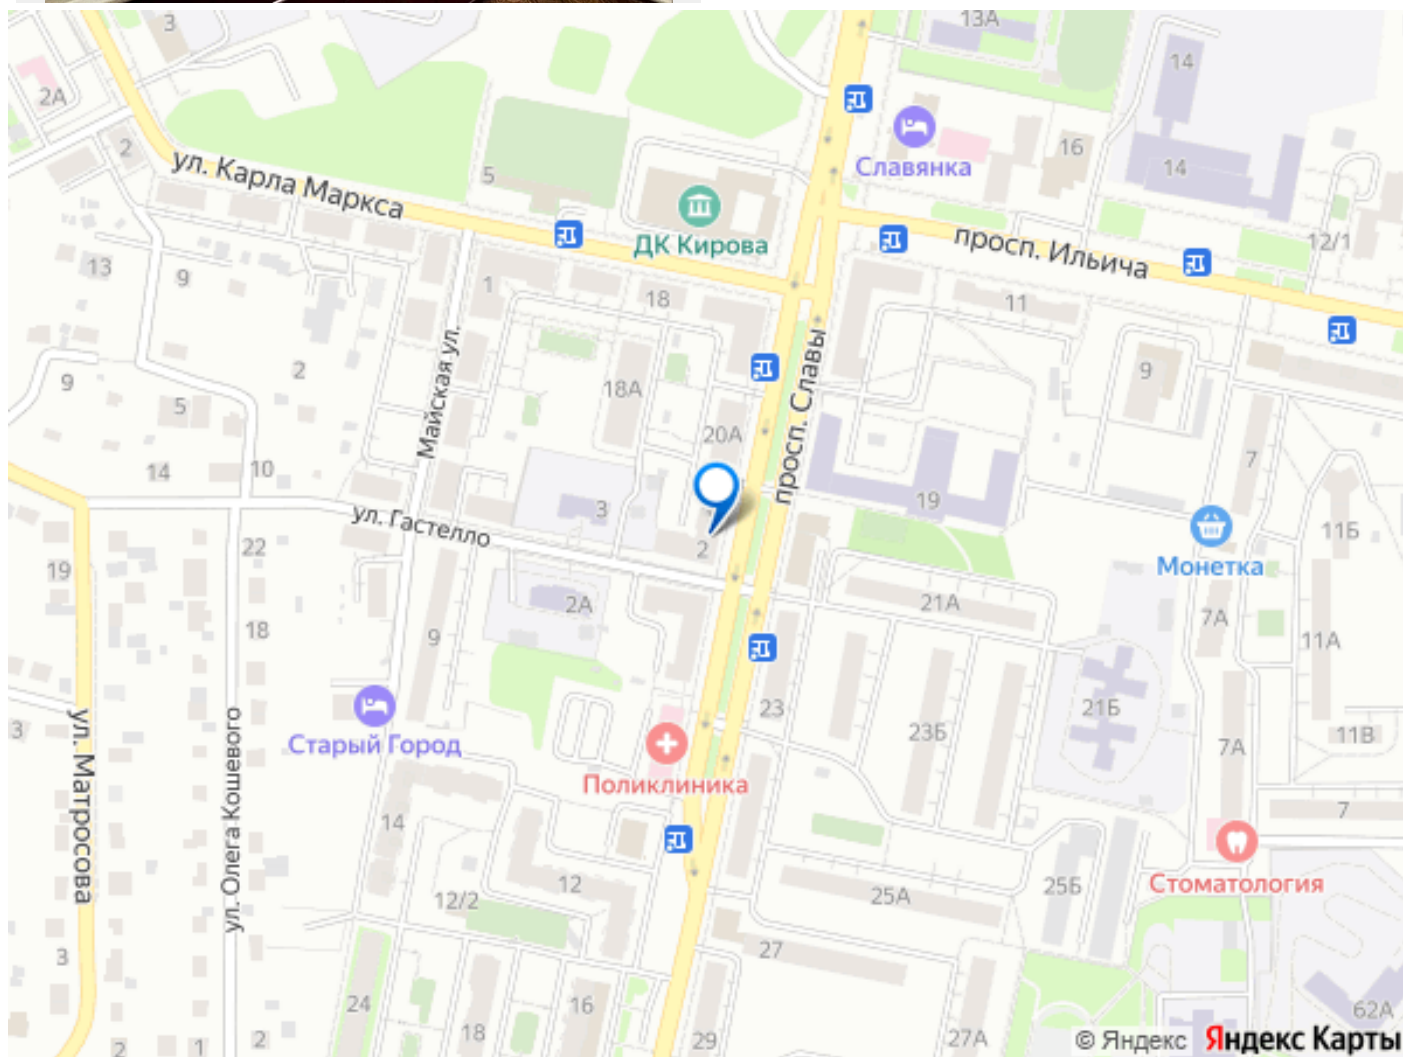 3
13А
14
2А
2
ул. Карла Маркса
5
16
Славянка
14
ДК Кирова
просп. Ильича
12/1
13
9
1
18
11
2
Майская ул.
просп. Славы
9
5
18А
9
20А
7
14
10
3
19
11Б
ул. Гастелло
22
2
Монетка
19
2А
21А
7А
18
9
11А
23
21Б
3
ул. Матросова
ул. Олега Кошевого
Старый Город
23Б
7А
11В
Поликлиника
14
7
12
12/2
25А
25Б
Стоматология
3
27
24
16
18
29
27А
62А
2
1
2
© Яндекс Яндекс Карты